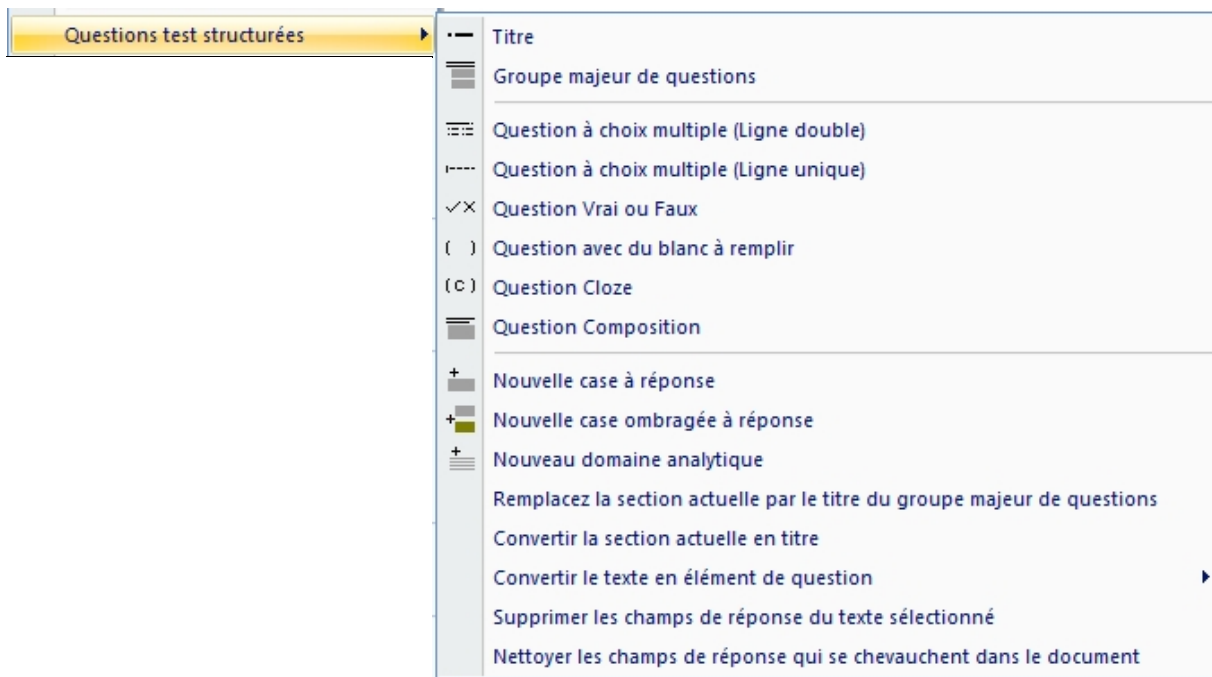 Questions test structurées
Titre
Groupe majeur de questions
Question à choix multiple (Ligne double)
Question à choix multiple (Ligne unique)
Question Vrai ou Faux
Question avec du blanc à remplir
(C) Question Cloze
Question Composition
Nouvelle case à réponse
Nouvelle case ombragée à réponse
Nouveau domaine analytique
Remplacez la section actuelle par le titre du groupe majeur de questions
Convertir la section actuelle en titre
Convertir le texte en élément de question
Supprimer les champs de réponse du texte sélectionné
Nettoyer les champs de réponse qui se chevauchent dans le document